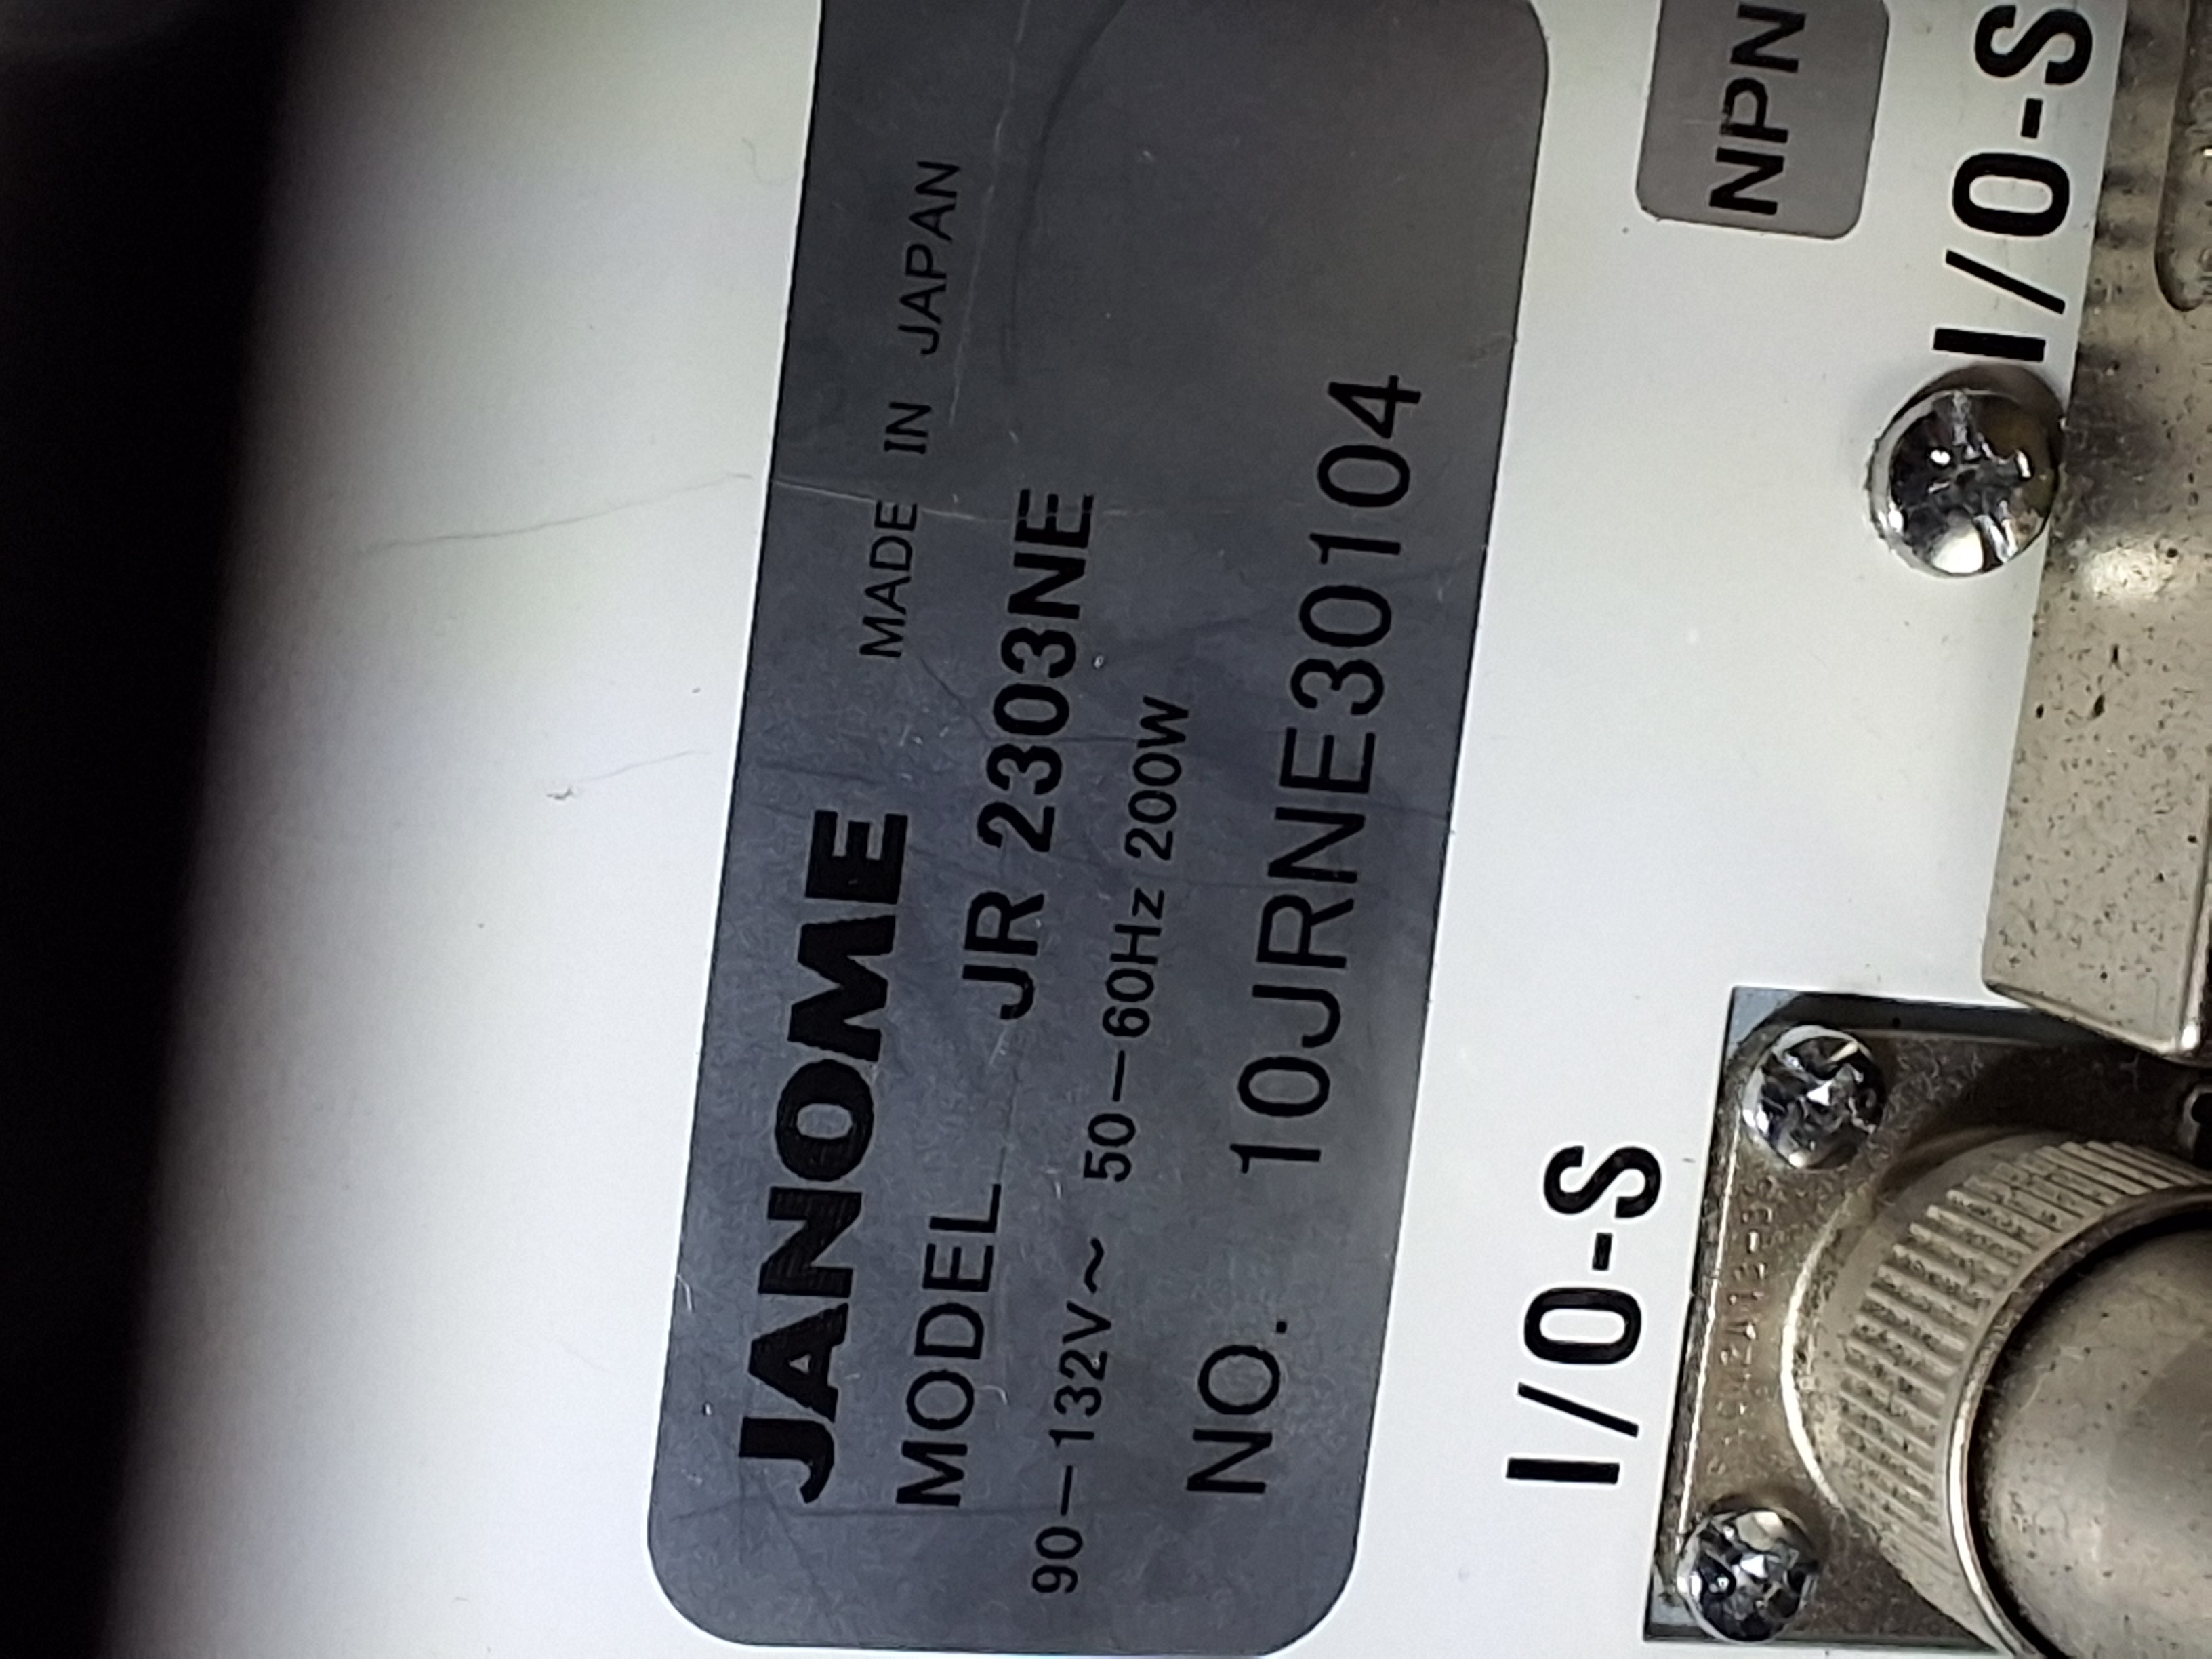 JANOME MADE IN JAPAN
MODEL JR 2303NE
90-132V~ 50-60Hz 200W
NO. 10JRNE30104
NPN
I/O-S
I/O-S